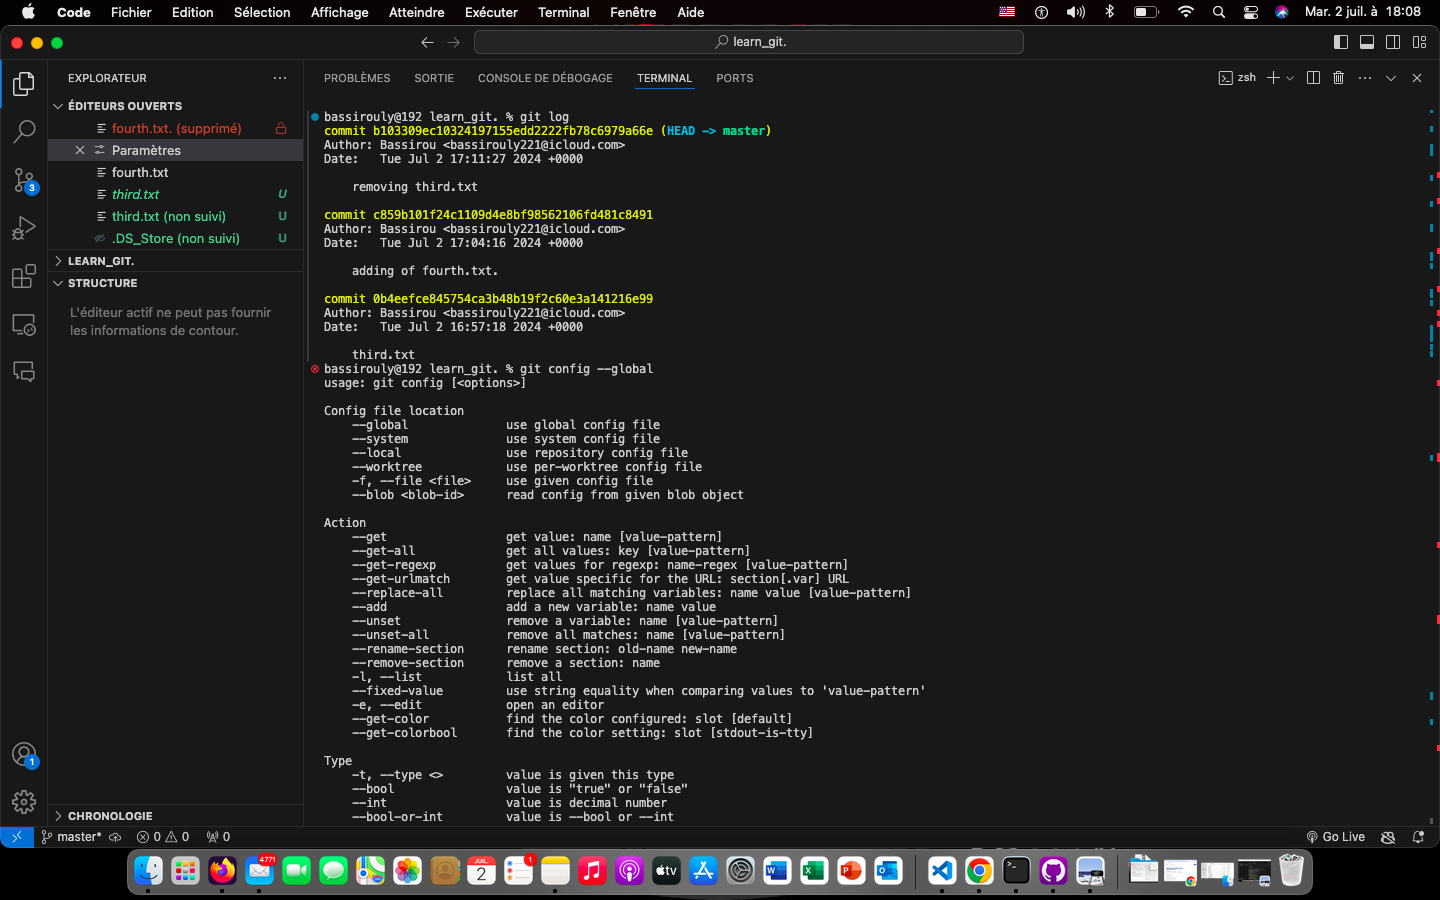 Code Fichier Edition Sélection Affichage Atteindre Exécuter Terminal Fenêtre Aide Mar. 2 juil. à 18:08
learn_git.
EXPLORATEUR
ÉDITEURS OUVERTS
fourth.txt. (supprimé)
Paramètres
fourth.txt
third.txt U
third.txt (non suivi) U
.DS_Store (non suivi) U
LEARN_GIT.
STRUCTURE
L'éditeur actif ne peut pas fournir
les informations de contour.
CHRONOLOGIE
3
1
PROBLÈMES SORTIE CONSOLE DE DÉBOGAGE TERMINAL PORTS zsh
bassirouly@192 learn_git. % git log
commit b103309ec10324197155edd2222fb78c6979a66e (HEAD -> master)
Author: Bassirou <bassirouly221@icloud.com>
Date:   Tue Jul 2 17:11:27 2024 +0000
removing third.txt
commit c859b101f24c1109d4e8bf98562106fd481c8491
Author: Bassirou <bassirouly221@icloud.com>
Date:   Tue Jul 2 17:04:16 2024 +0000
adding of fourth.txt.
commit 0b4eefce845754ca3b48b19f2c60e3a141216e99
Author: Bassirou <bassirouly221@icloud.com>
Date:   Tue Jul 2 16:57:18 2024 +0000
third.txt
bassirouly@192 learn_git. % git config --global
usage: git config [<options>]
Config file location
--global use global config file
--system use system config file
--local use repository config file
--worktree use per-worktree config file
-f, --file <file> use given config file
--blob <blob-id> read config from given blob object
Action
--get get value: name [value-pattern]
--get-all get all values: key [value-pattern]
--get-regexp get values for regexp: name-regex [value-pattern]
--get-urlmatch get value specific for the URL: section[.var] URL
--replace-all replace all matching variables: name value [value-pattern]
--add add a new variable: name value
--unset remove a variable: name [value-pattern]
--unset-all remove all matches: name [value-pattern]
--rename-section rename section: old-name new-name
--remove-section remove a section: name
-l, --list list all
--fixed-value use string equality when comparing values to 'value-pattern'
-e, --edit open an editor
--get-color find the color configured: slot [default]
--get-colorbool find the color setting: slot [stdout-is-tty]
Type
-t, --type <> value is given this type
--bool value is "true" or "false"
--int value is decimal number
--bool-or-int value is --bool or --int
master* 0 0 0 Go Live
4771
JUIL.
2
1
tv